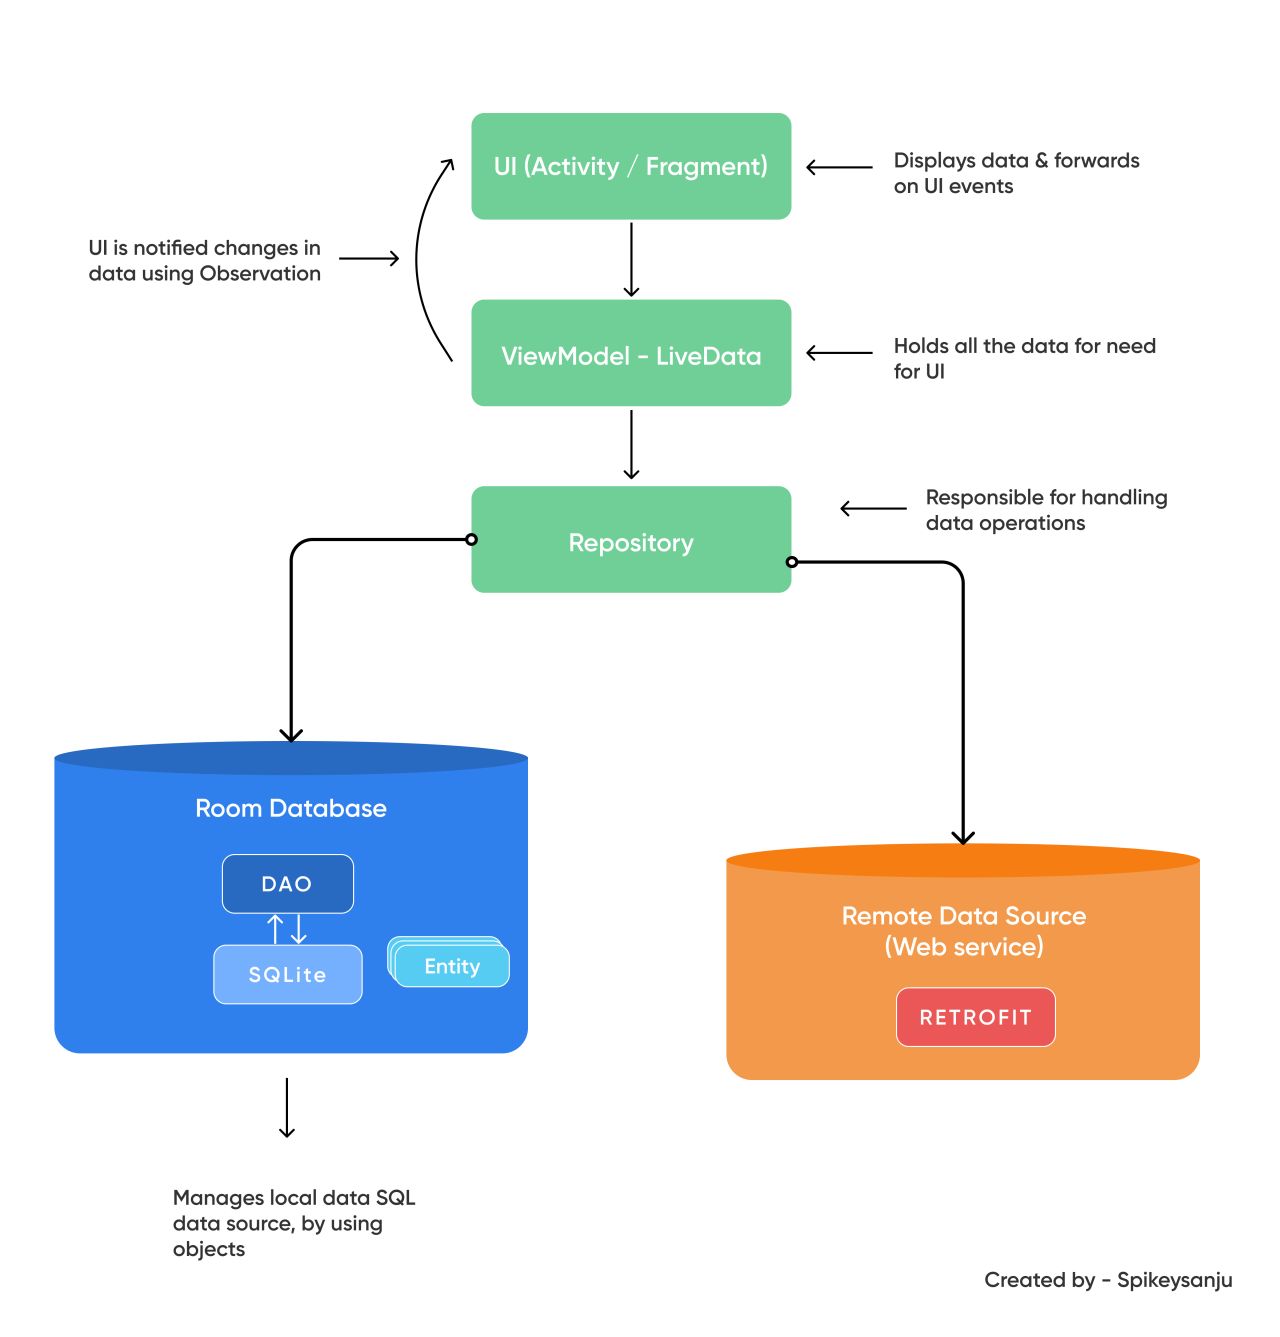 UI (Activity / Fragment)
Displays data & forwards
on UI events
UI is notified changes in
data using Observation
ViewModel - LiveData
Holds all the data for need
for UI
Responsible for handling
data operations
Repository
Room Database
DAO
SQLite
Entity
Remote Data Source
(Web service)
RETROFIT
Manages local data SQL
data source, by using
objects
Created by - Spikeysanju